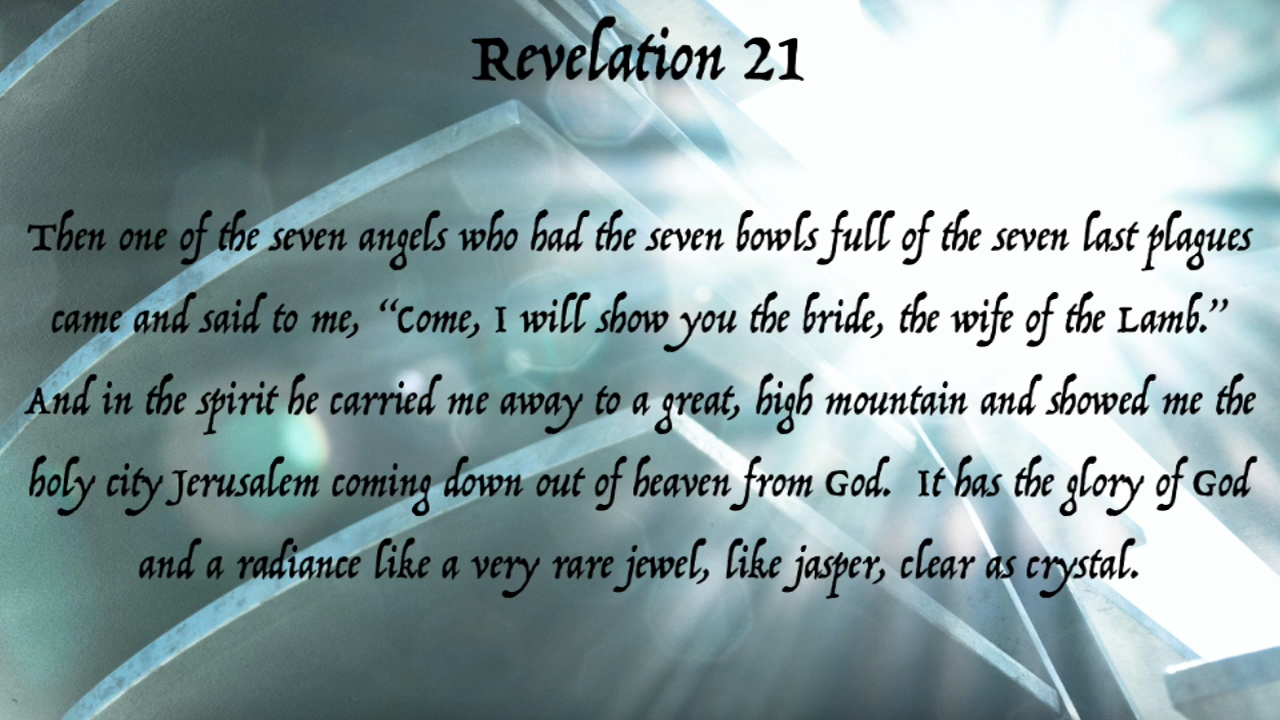 Revelation 21
Then one of the seven angels who had the seven bowls full of the seven last plagues
came and said to me, “Come, I will show you the bride, the wife of the Lamb.”
And in the spirit he carried me away to a great, high mountain and showed me the
holy city Jerusalem coming down out of heaven from God.  It has the glory of God
and a radiance like a very rare jewel, like jasper, clear as crystal.